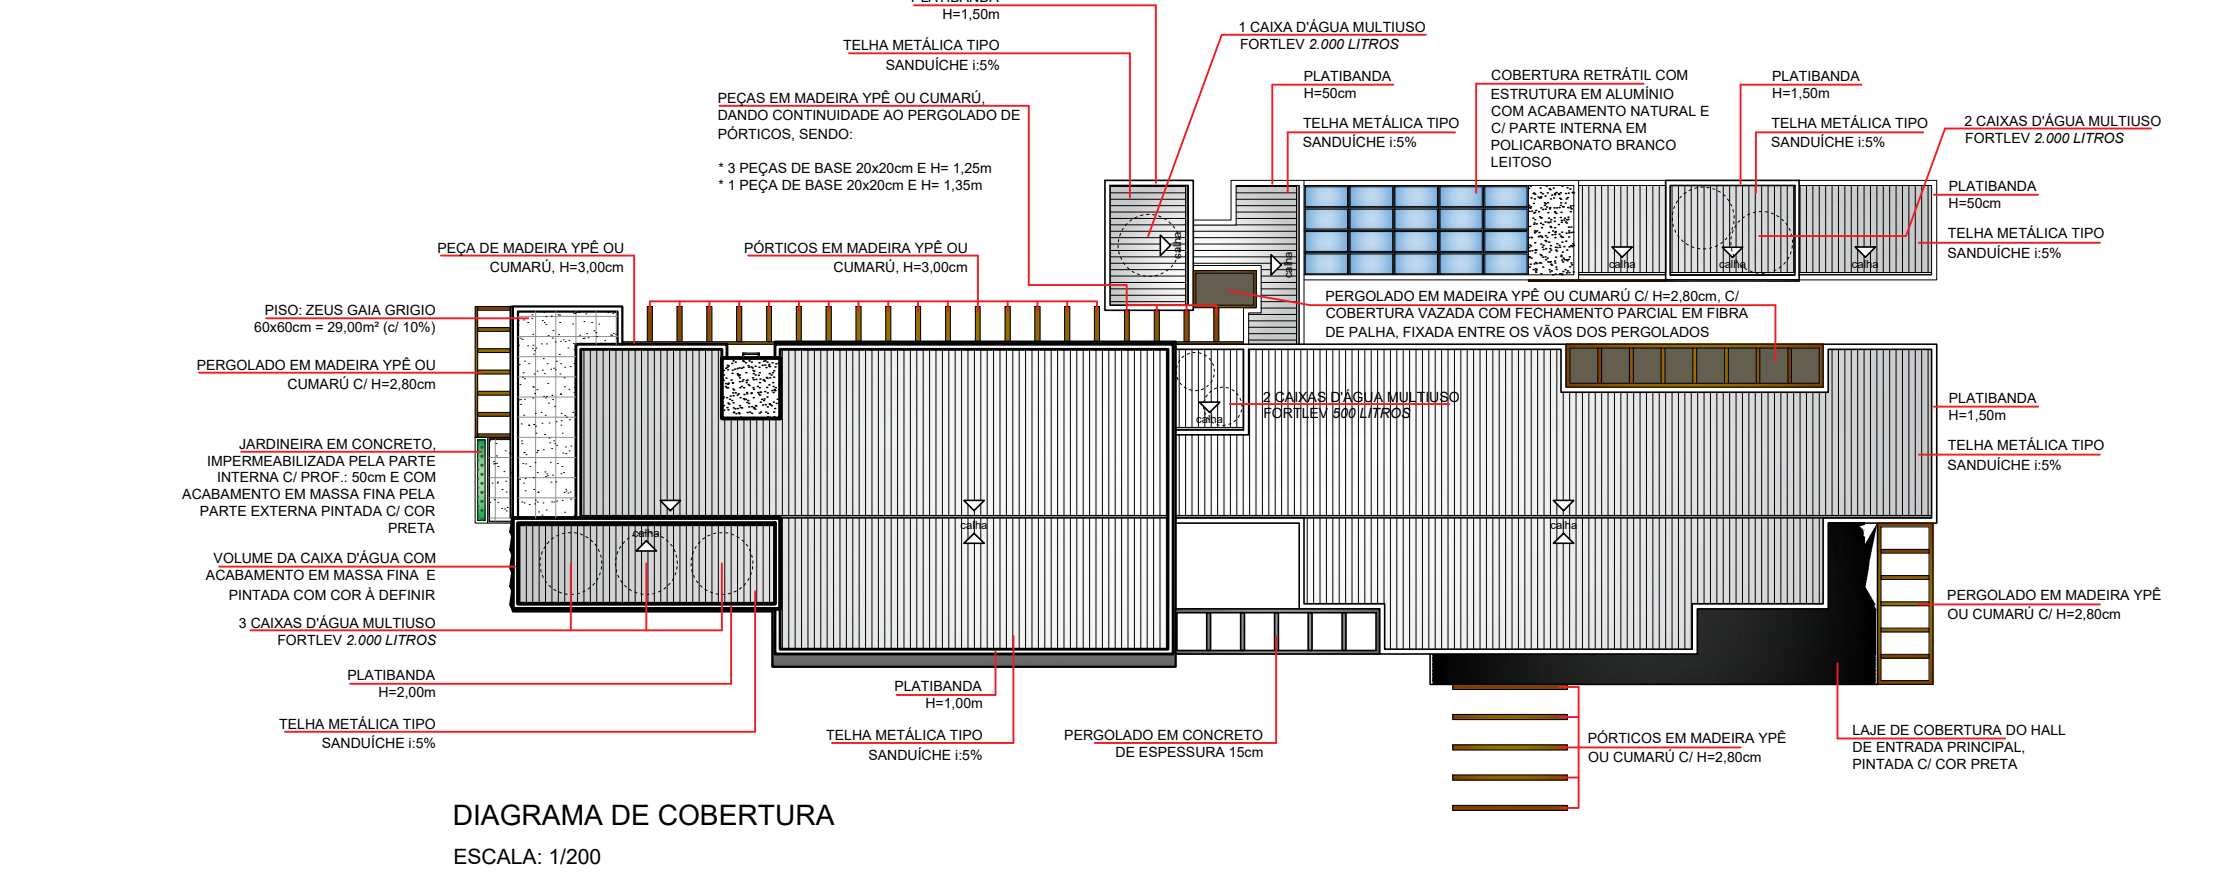 PLATIBANDA
H=1,50m
1 CAIXA D'ÁGUA MULTIUSO
FORTLEV 2.000 LITROS
TELHA METÁLICA TIPO
SANDUÍCHE i:5%
PLATIBANDA
H=50cm
COBERTURA RETRÁTIL COM
ESTRUTURA EM ALUMÍNIO
COM ACABAMENTO NATURAL E
C/ PARTE INTERNA EM
POLICARBONATO BRANCO
LEITOSO
PLATIBANDA
H=1,50m
PEÇAS EM MADEIRA YPÊ OU CUMARÚ,
DANDO CONTINUIDADE AO PERGOLADO DE
PÓRTICOS, SENDO:
* 3 PEÇAS DE BASE 20x20cm E H= 1,25m
* 1 PEÇA DE BASE 20x20cm E H= 1,35m
TELHA METÁLICA TIPO
SANDUÍCHE i:5%
TELHA METÁLICA TIPO
SANDUÍCHE i:5%
2 CAIXAS D'ÁGUA MULTIUSO
FORTLEV 2.000 LITROS
PLATIBANDA
H=50cm
TELHA METÁLICA TIPO
SANDUÍCHE i:5%
calha
calha
calha
calha
calha
PEÇA DE MADEIRA YPÊ OU
CUMARÚ, H=3,00cm
PÓRTICOS EM MADEIRA YPÊ OU
CUMARÚ, H=3,00cm
PERGOLADO EM MADEIRA YPÊ OU CUMARÚ C/ H=2,80cm, C/
COBERTURA VAZADA COM FECHAMENTO PARCIAL EM FIBRA
DE PALHA, FIXADA ENTRE OS VÃOS DOS PERGOLADOS
PISO: ZEUS GAIA GRIGIO
60x60cm = 29,00m² (c/ 10%)
PERGOLADO EM MADEIRA YPÊ OU
CUMARÚ C/ H=2,80cm
2 CAIXAS D'ÁGUA MULTIUSO
FORTLEV 500 LITROS
calha
PLATIBANDA
H=1,50m
TELHA METÁLICA TIPO
SANDUÍCHE i:5%
JARDINEIRA EM CONCRETO,
IMPERMEABILIZADA PELA PARTE
INTERNA C/ PROF.: 50cm E COM
ACABAMENTO EM MASSA FINA PELA
PARTE EXTERNA PINTADA C/ COR
PRETA
calha
calha
calha
VOLUME DA CAIXA D'ÁGUA COM
ACABAMENTO EM MASSA FINA E
PINTADA COM COR À DEFINIR
3 CAIXAS D'ÁGUA MULTIUSO
FORTLEV 2.000 LITROS
PERGOLADO EM MADEIRA YPÊ
OU CUMARÚ C/ H=2,80cm
PLATIBANDA
H=2,00m
PLATIBANDA
H=1,00m
TELHA METÁLICA TIPO
SANDUÍCHE i:5%
TELHA METÁLICA TIPO
SANDUÍCHE i:5%
PERGOLADO EM CONCRETO
DE ESPESSURA 15cm
PÓRTICOS EM MADEIRA YPÊ
OU CUMARÚ C/ H=2,80cm
LAJE DE COBERTURA DO HALL
DE ENTRADA PRINCIPAL,
PINTADA C/ COR PRETA
DIAGRAMA DE COBERTURA
ESCALA: 1/200